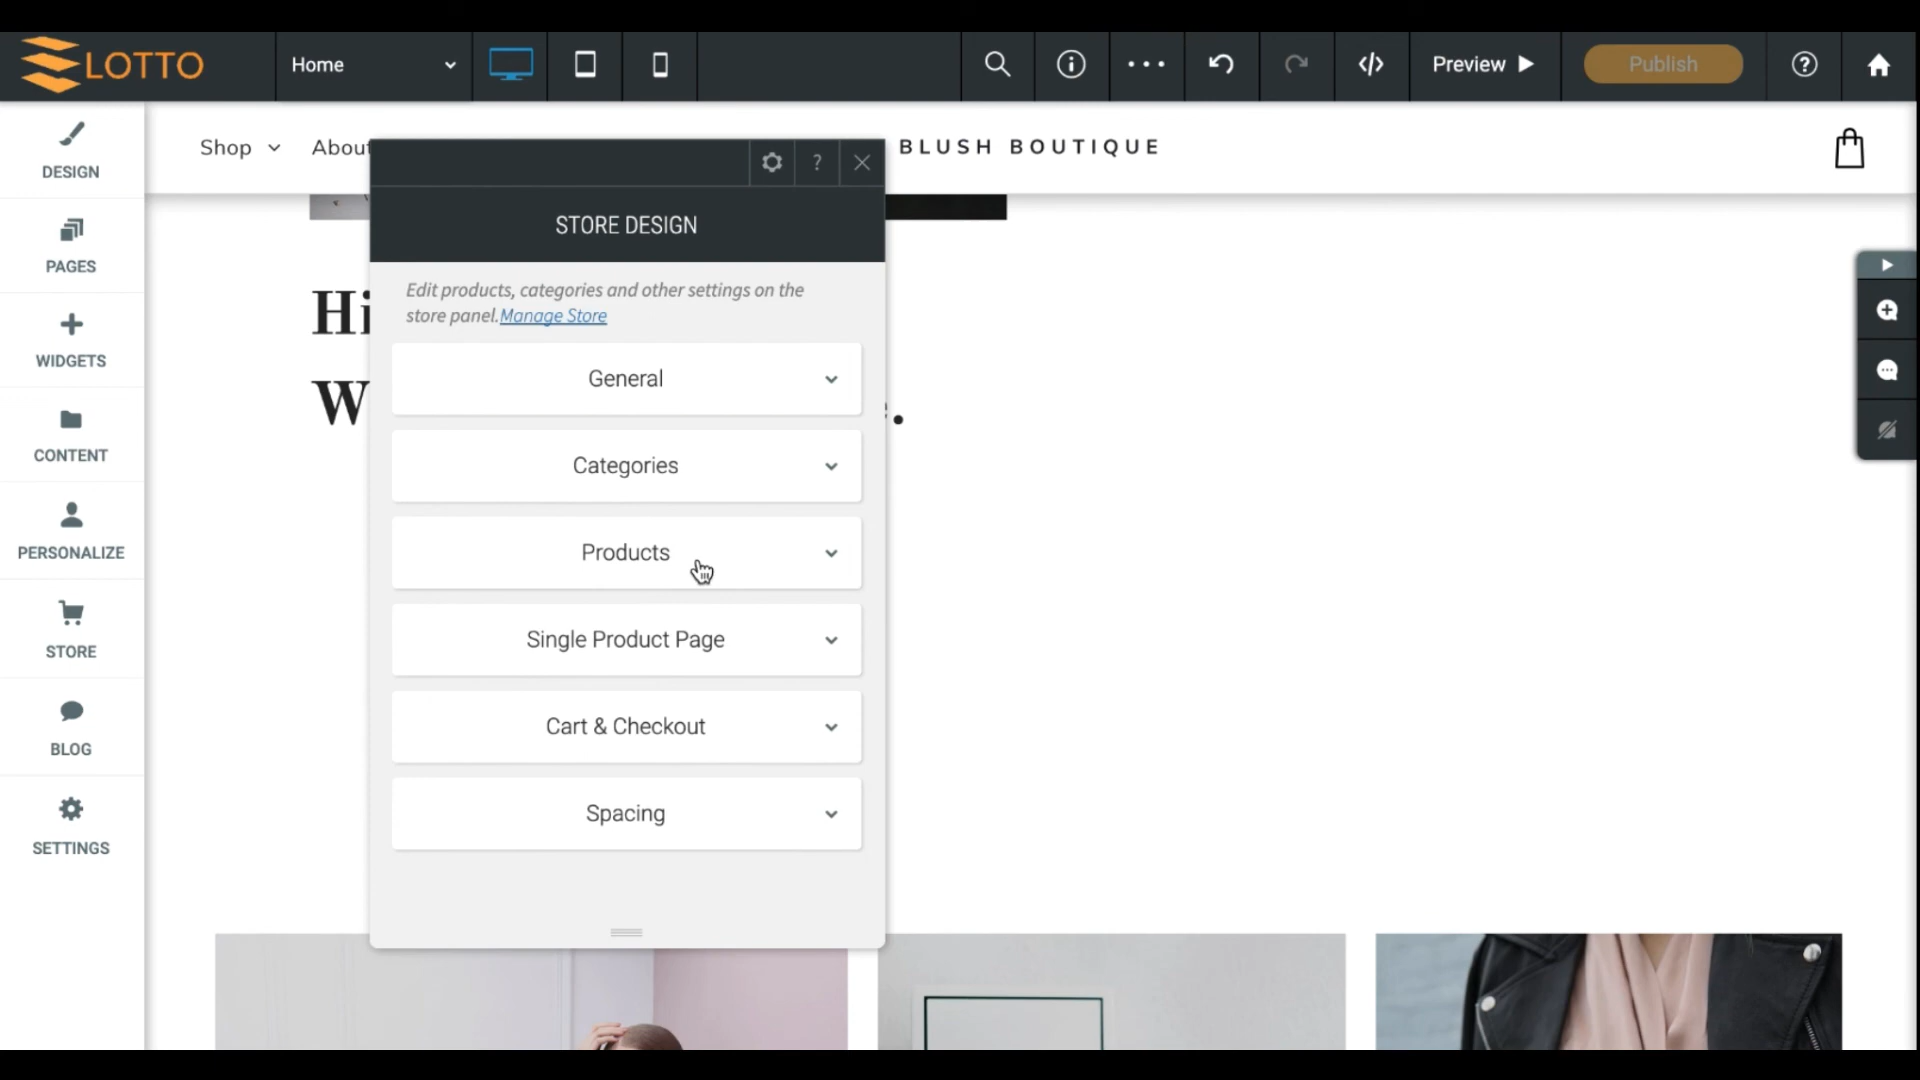 LOTTO
Home
Preview
Publish
DESIGN
PAGES
WIDGETS
CONTENT
PERSONALIZE
STORE
BLOG
SETTINGS
Shop
About
BLUSH BOUTIQUE
Hi
W
.
?
STORE DESIGN
Edit products, categories and other settings on the
store panel.Manage Store
General
Categories
Products
Single Product Page
Cart & Checkout
Spacing